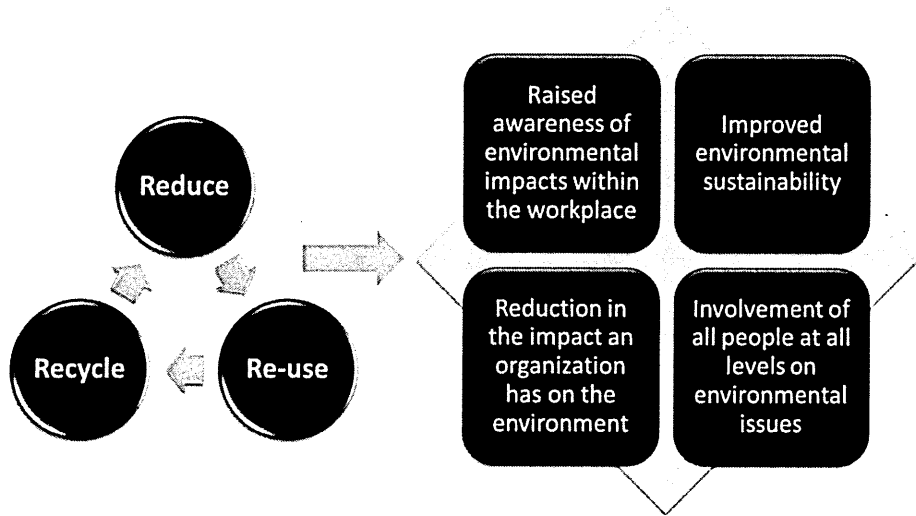 Reduce
Re-use
Recycle
Raised
awareness of
environmental
impacts within
the workplace
Improved
environmental
sustainability
Reduction in
the impact an
organization
has on the
environment
Involvement of
all people at all
levels on
environmental
issues